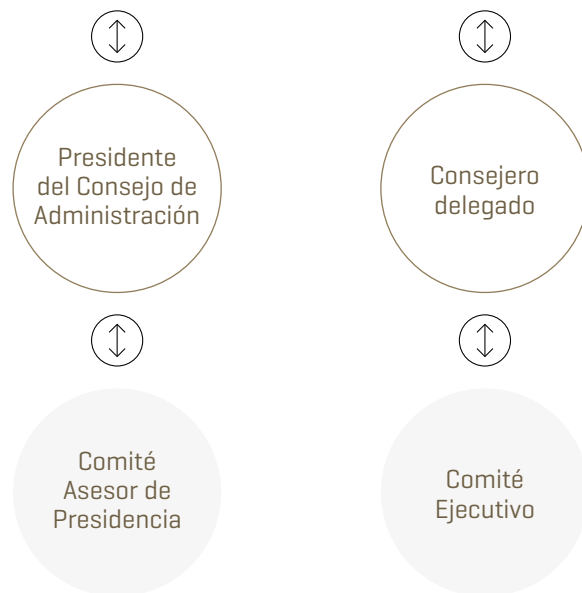 Presidente
del Consejo de
Administración
Consejero
delegado
Comité
Asesor de
Presidencia
Comité
Ejecutivo